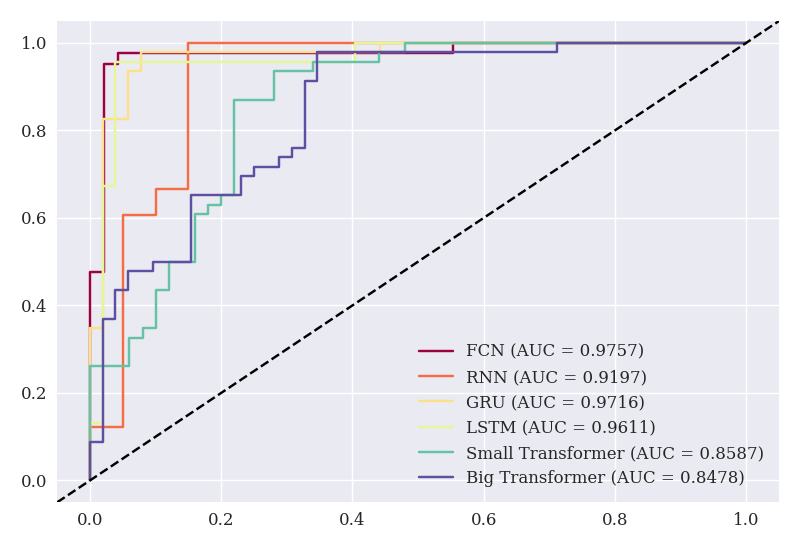 1.0
0.8
0.6
0.4
0.2
0.0
FCN (AUC = 0.9757)
RNN (AUC = 0.9197)
GRU (AUC = 0.9716)
LSTM (AUC = 0.9611)
Small Transformer (AUC = 0.8587)
Big Transformer (AUC = 0.8478)
0.0 0.2 0.4 0.6 0.8 1.0